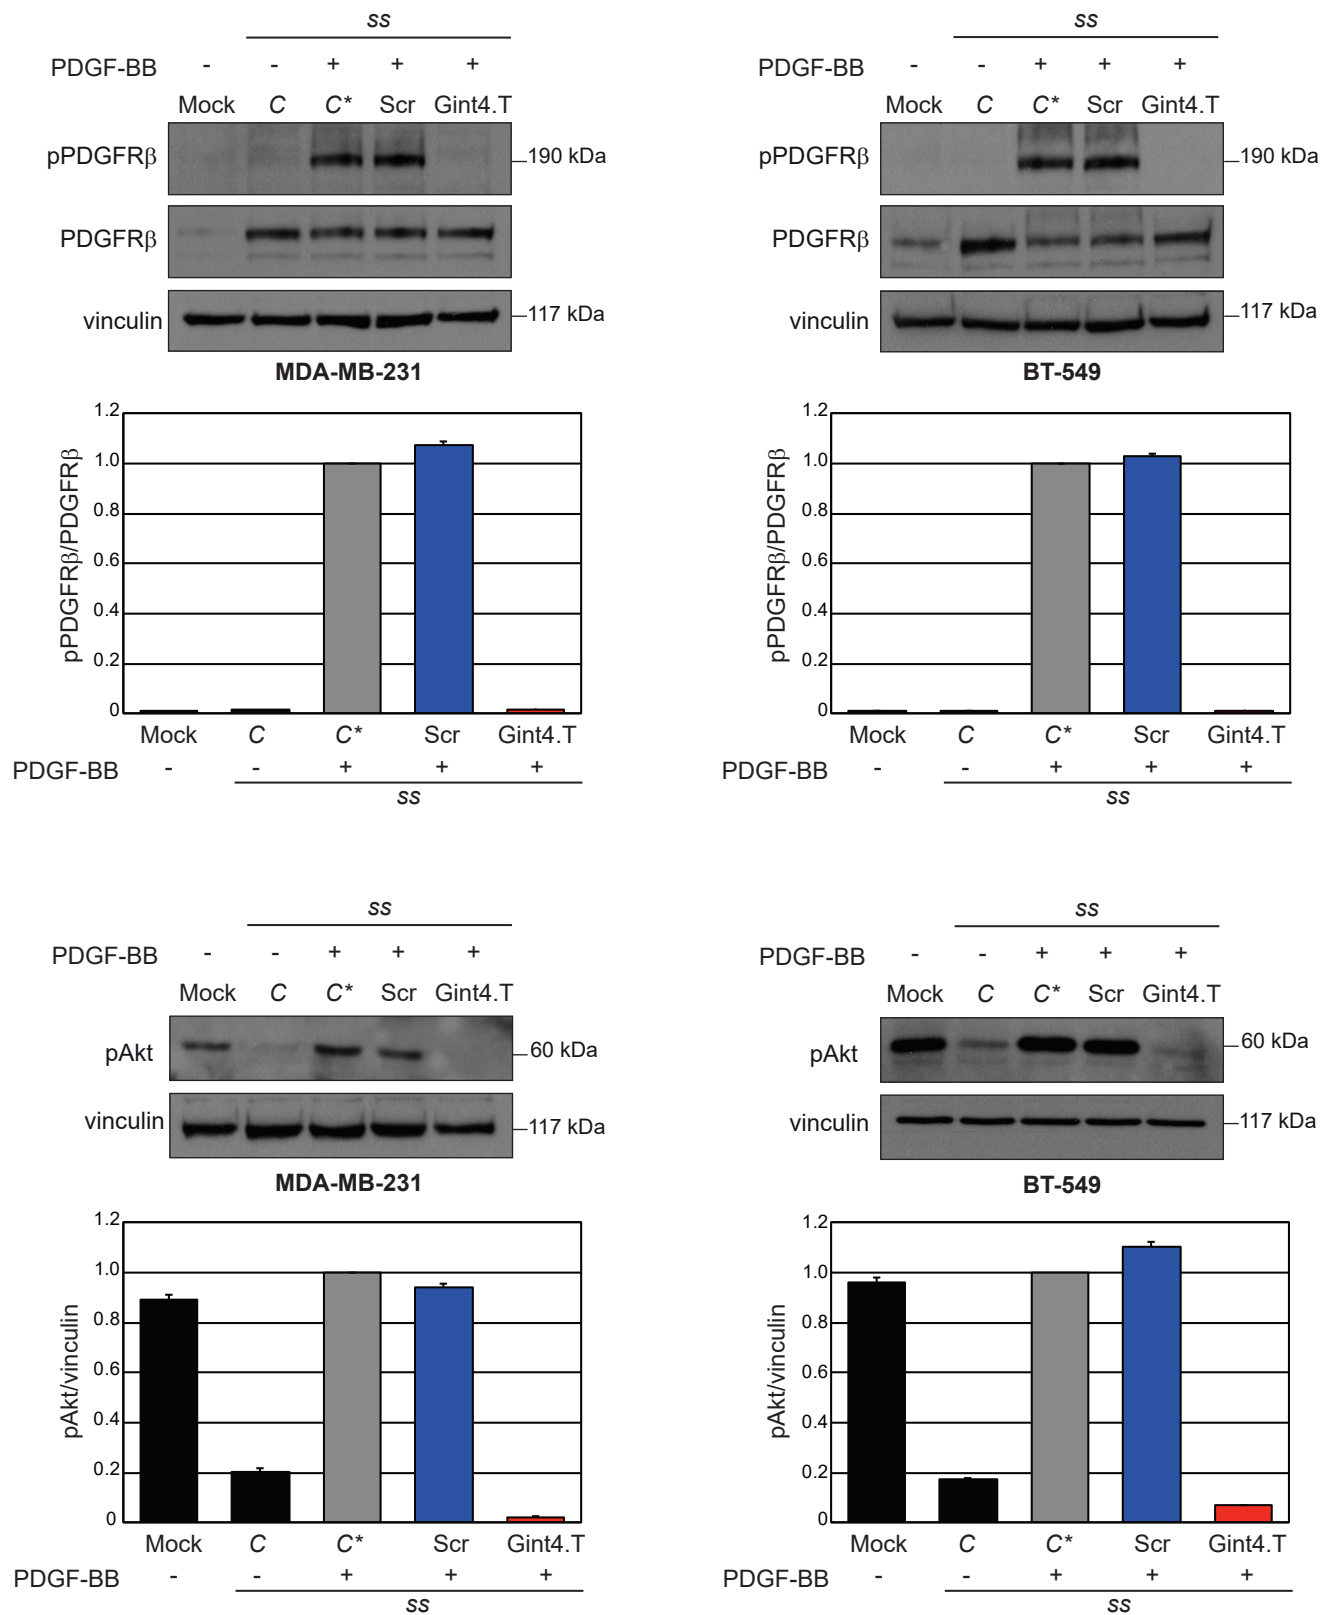 ss
PDGF-BB - - + + +
Mock C C* Scr Gint4.T
pPDGFRβ 190 kDa
PDGFRβ
vinculin 117 kDa
MDA-MB-231
1.2
1.0
0.8
0.6
0.4
0.2
0
pPDGFRβ/PDGFRβ
Mock C C* Scr Gint4.T
PDGF-BB - - + + +
ss
ss
PDGF-BB - - + + +
Mock C C* Scr Gint4.T
pPDGFRβ 190 kDa
PDGFRβ
vinculin 117 kDa
BT-549
1.2
1.0
0.8
0.6
0.4
0.2
0
pPDGFRβ/PDGFRβ
Mock C C* Scr Gint4.T
PDGF-BB - - + + +
ss
ss
PDGF-BB - - + + +
Mock C C* Scr Gint4.T
pAkt 60 kDa
vinculin 117 kDa
MDA-MB-231
1.2
1.0
0.8
0.6
0.4
0.2
0
pAkt/vinculin
Mock C C* Scr Gint4.T
PDGF-BB - - + + +
ss
ss
PDGF-BB - - + + +
Mock C C* Scr Gint4.T
pAkt 60 kDa
vinculin 117 kDa
BT-549
1.2
1.0
0.8
0.6
0.4
0.2
0
pAkt/vinculin
Mock C C* Scr Gint4.T
PDGF-BB - - + + +
ss